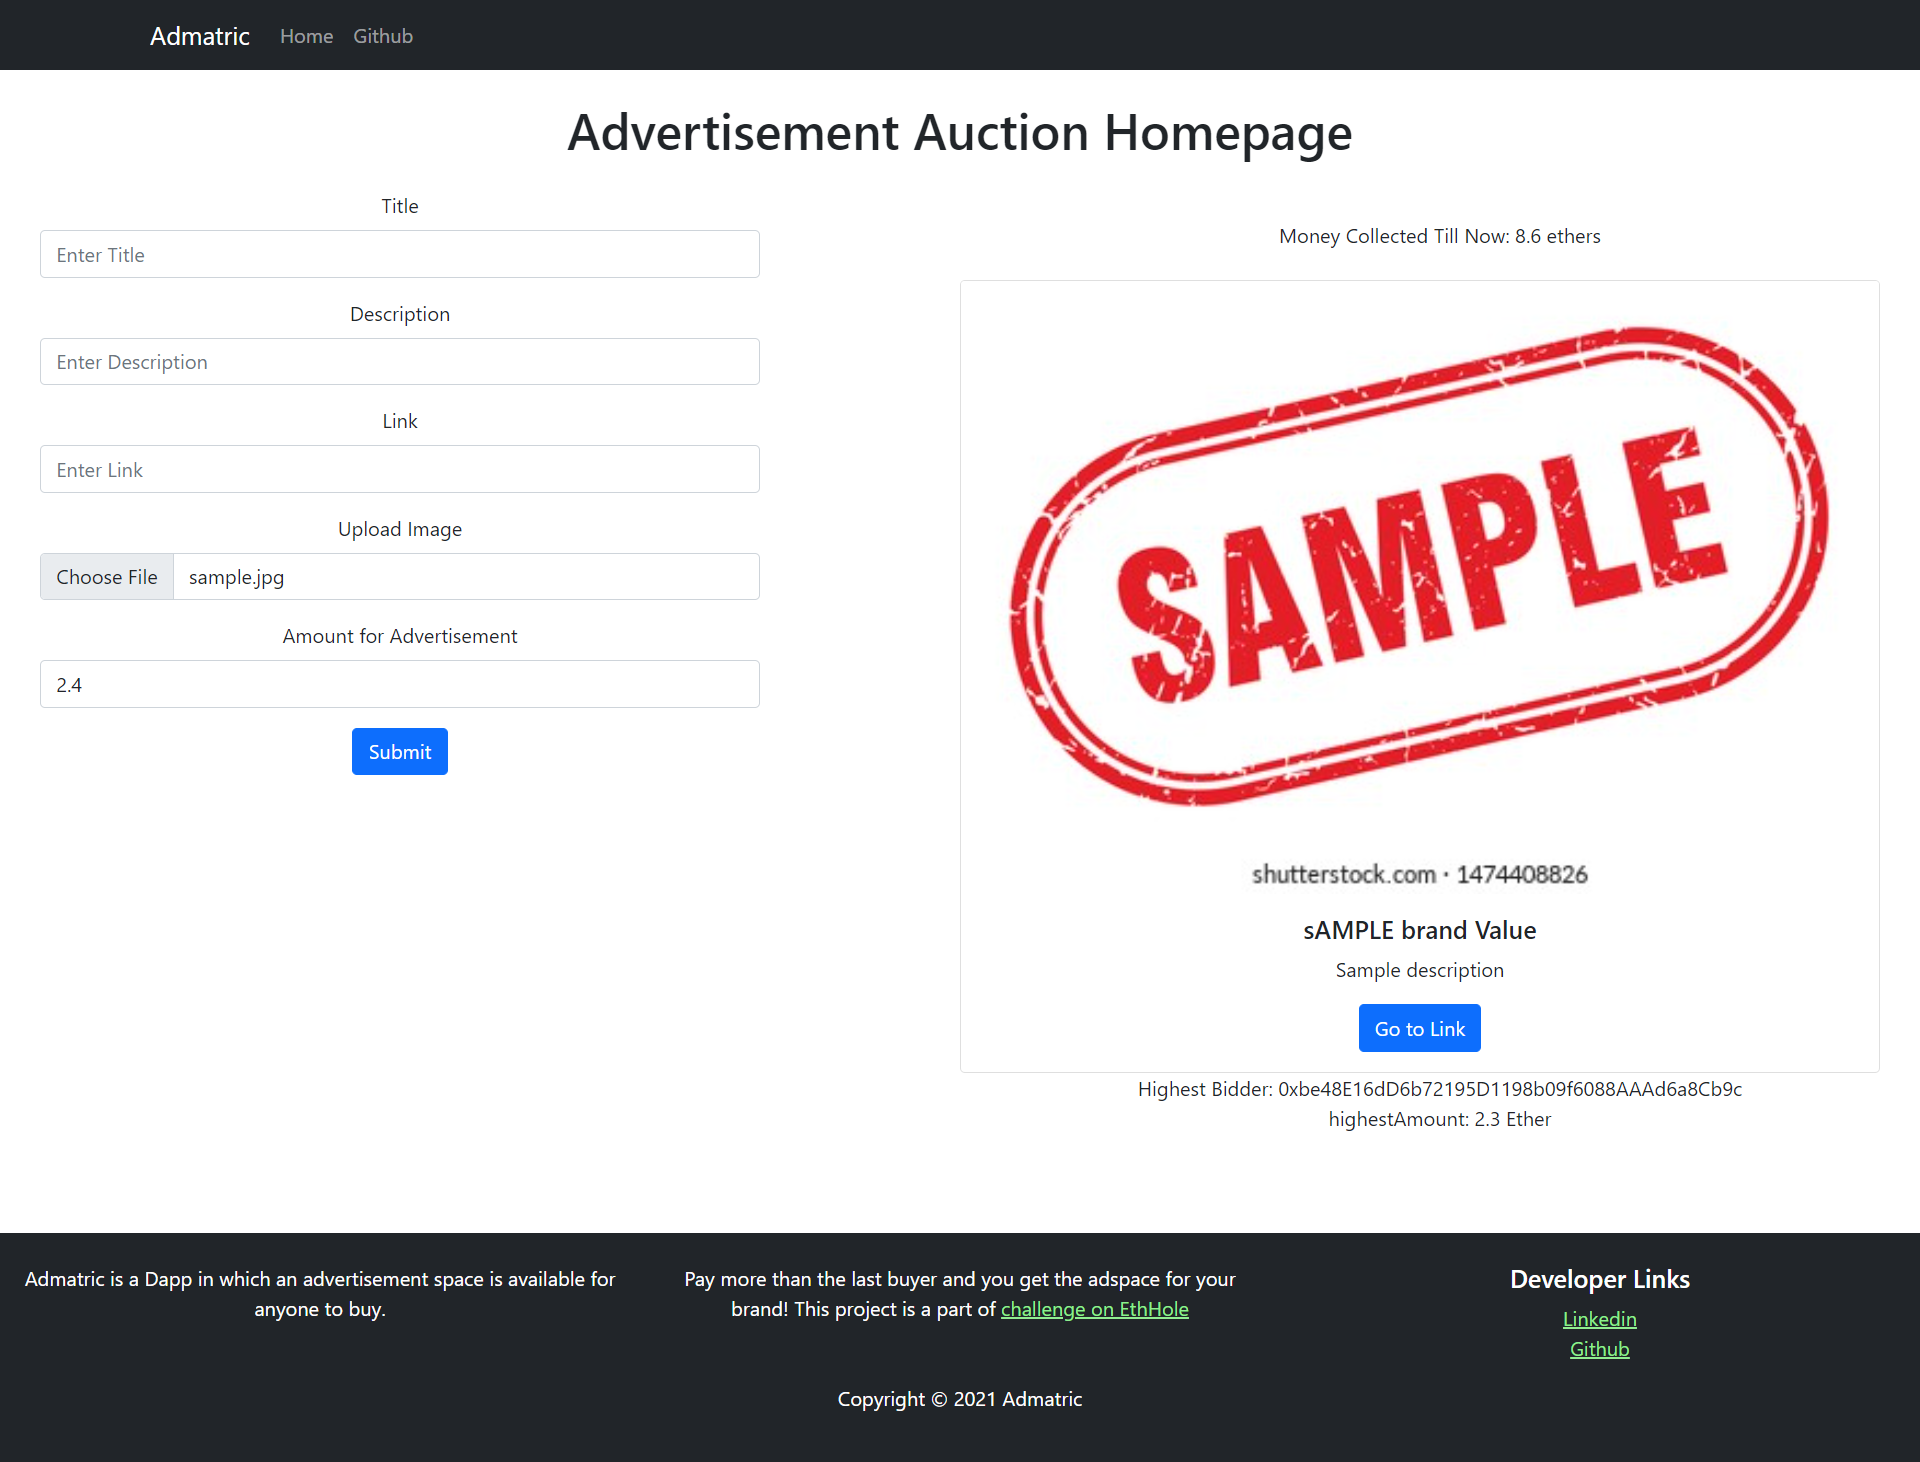 Admatric Home Github
Advertisement Auction Homepage
Title
Enter Title
Description
Enter Description
Link
Enter Link
Upload Image
Choose File sample.jpg
Amount for Advertisement
2.4
Submit
Money Collected Till Now: 8.6 ethers
SAMPLE
shutterstock.com · 1474408826
sAMPLE brand Value
Sample description
Go to Link
Highest Bidder: 0xbe48E16dD6b72195D1198b09f6088AAAd6a8Cb9c
highestAmount: 2.3 Ether
Admatric is a Dapp in which an advertisement space is available for
anyone to buy.
Pay more than the last buyer and you get the adspace for your
brand! This project is a part of challenge on EthHole
Developer Links
Linkedin
Github
Copyright © 2021 Admatric